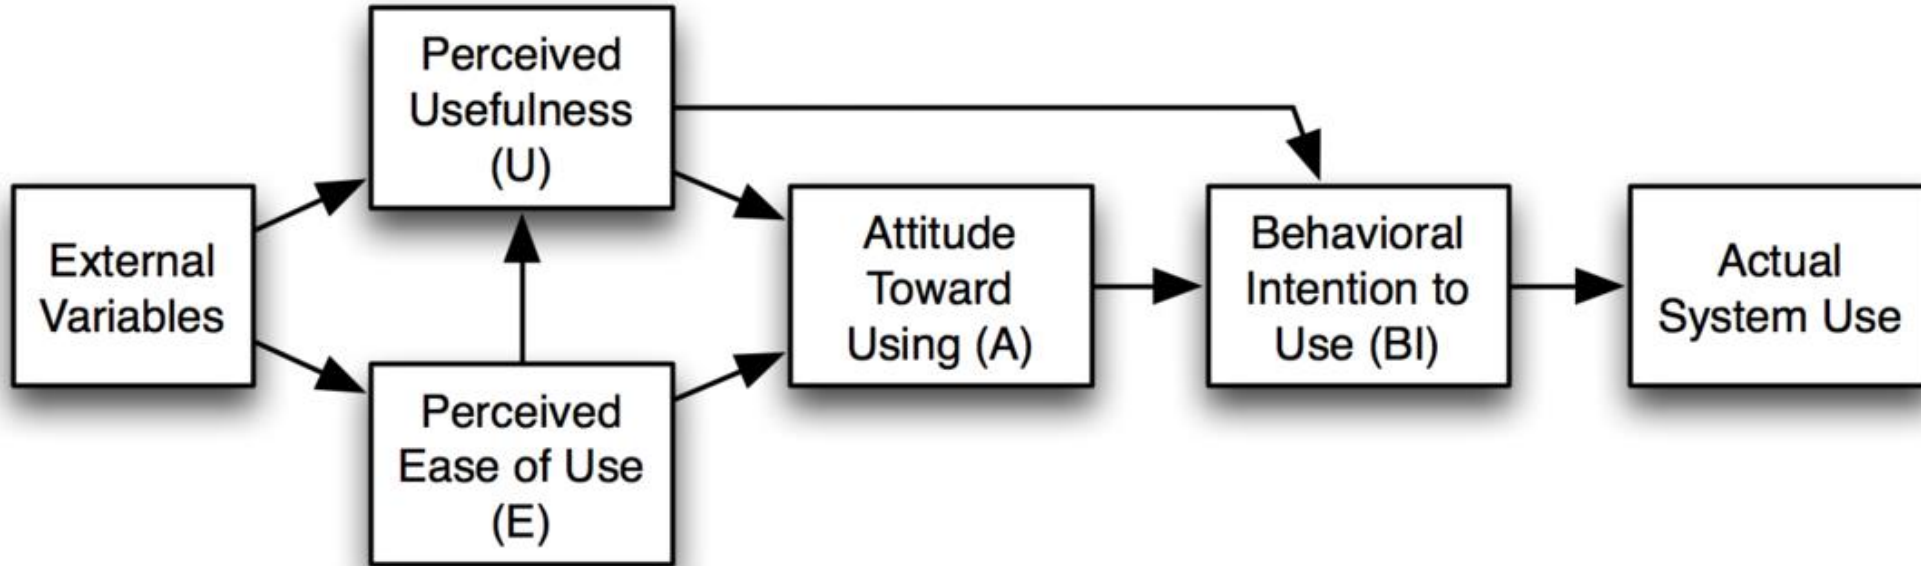 External
Variables
Perceived
Usefulness
(U)
Perceived
Ease of Use
(E)
Attitude
Toward
Using (A)
Behavioral
Intention to
Use (BI)
Actual
System Use